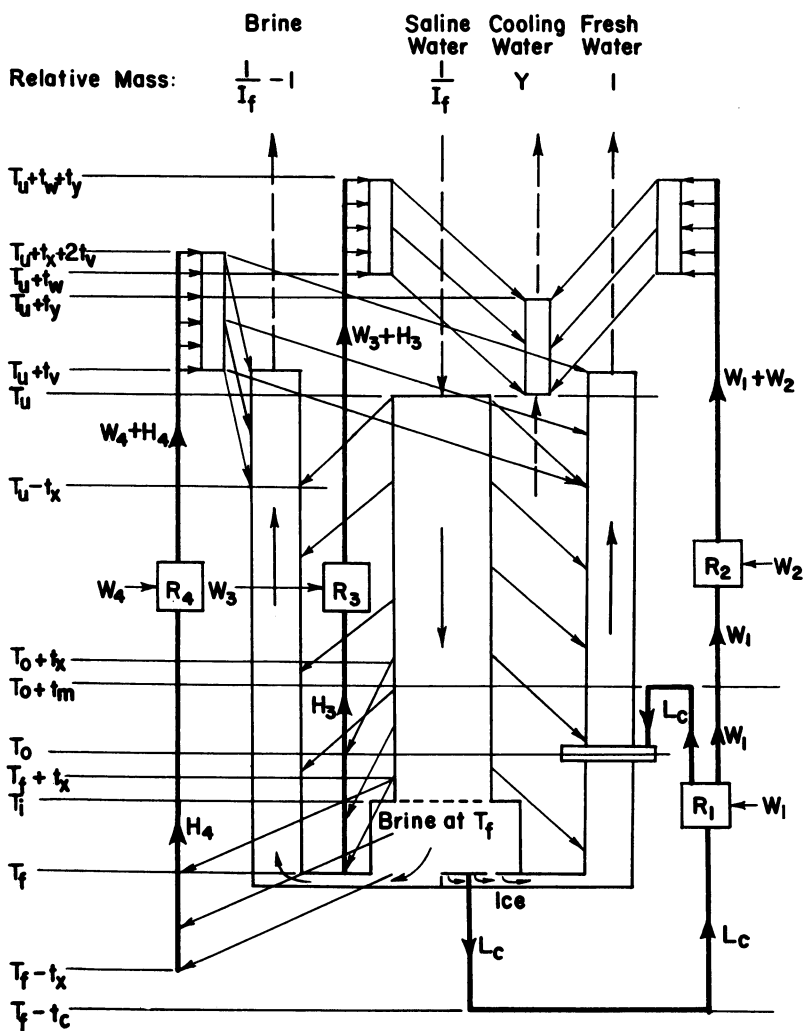 Brine Saline Water Cooling Water Fresh Water
Relative Mass: 1/I_f -1 1/I_f Y 1
T_u+t_w+t_y
T_u+t_x+2t_v
T_u+t_w
T_u+t_y
W_3+H_3
T_u+t_v
W_1+W_2
T_u
W_4+H_4
T_u-t_x
W_4 R_4 W_3 R_3 R_2 W_2
W_1
T_o+t_x
T_o+t_m
H_3 L_c
W_1
T_o
T_f+t_x
T_i R_1 W_1
H_4 Brine at T_f
T_f
Ice
L_c L_c
T_f-t_x
T_f-t_c